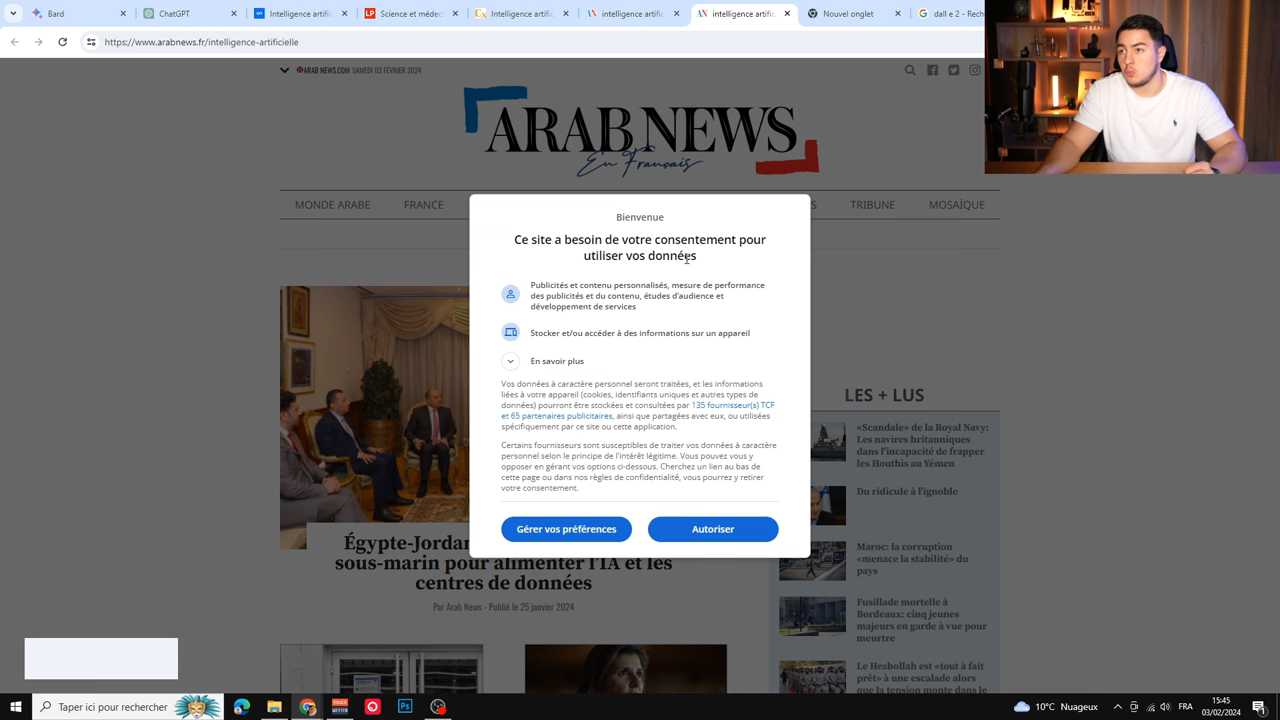 ChatGPT
intelligence artific
intelligence artific
Nouvel onglet
dall e 2 - Rech
https://www.arabnews.fr/intelligence-artificielle
ARAB NEWS.COM SAMEDI 03 FÉVRIER 2024
ARAB NEWS
En Français
MONDE ARABE
FRANCE
S
TRIBUNE
MOSAÏQUE
Bienvenue
Ce site a besoin de votre consentement pour
utiliser vos données
Publicités et contenu personnalisés, mesure de performance
des publicités et du contenu, études d'audience et
développement de services
Stocker et/ou accéder à des informations sur un appareil
En savoir plus
Vos données à caractère personnel seront traitées, et les informations
liées à votre appareil (cookies, identifiants uniques et autres types de
données) pourront être stockées et consultées par 135 fournisseur(s) TCF
et 65 partenaires publicitaires, ainsi que partagées avec eux, ou utilisées
spécifiquement par ce site ou cette application.
Certains fournisseurs sont susceptibles de traiter vos données à caractère
personnel selon le principe de l'intérêt légitime. Vous pouvez vous y
opposer en gérant vos options ci-dessous. Cherchez un lien au bas de
cette page ou dans nos règles de confidentialité, vous pourrez y retirer
votre consentement.
Gérer vos préférences
Autoriser
Égypte-Jordan
sous-marin pour alimenter l'IA et les
centres de données
Par Arab News - Publié le 25 janvier 2024
LES + LUS
«Scandale» de la Royal Navy:
Les navires britanniques
dans l'incapacité de frapper
les Houthis au Yémen
Du ridicule à l'ignoble
Maroc: la corruption
«menace la stabilité» du
pays
Fusillade mortelle à
Bordeaux: cinq jeunes
majeurs en garde à vue pour
meurtre
Le Hezbollah est «tout à fait
prêt» à une escalade alors
que la tension monte dans le
Taper ici pour rechercher
10°C Nuageux
FRA
15:45
03/02/2024